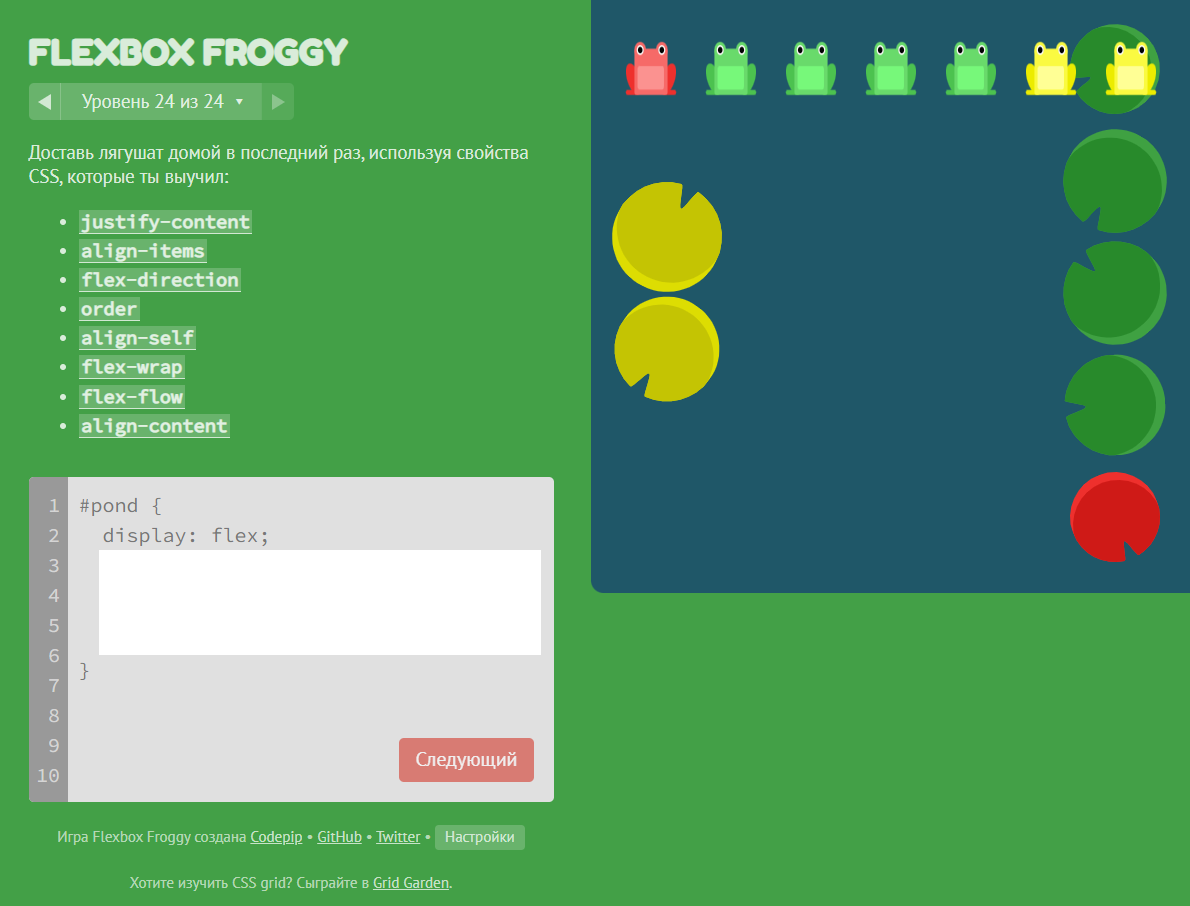 FLEXBOX FROGGY
◀ Уровень 24 из 24 ▼ ▶
Доставь лягушат домой в последний раз, используя свойства
CSS, которые ты выучил:
• justify-content
• align-items
• flex-direction
• order
• align-self
• flex-wrap
• flex-flow
• align-content
1 #pond {
2 display: flex;
3
4
5
6
}
7
8
9
Следующий
10
Игра Flexbox Froggy создана Codepip • GitHub • Twitter • Настройки
Хотите изучить CSS grid? Сыграйте в Grid Garden.